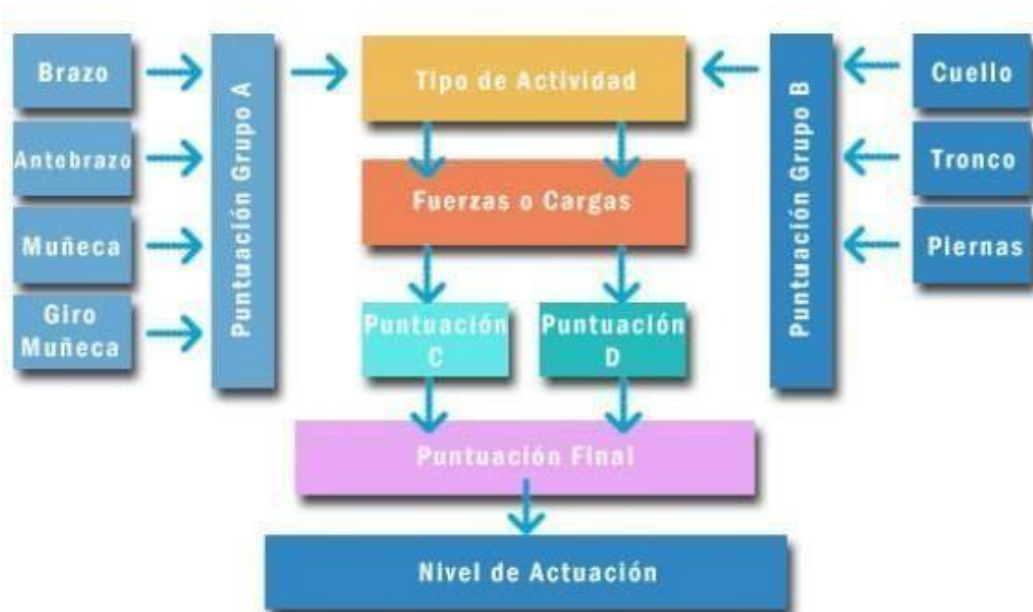 Brazo
Antebrazo
Muñeca
Giro
Muñeca
Puntuación Grupo A
Tipo de Actividad
Fuerzas o Cargas
Puntuación
C
Puntuación
D
Puntuación Final
Nivel de Actuación
Puntuación Grupo B
Cuello
Tronco
Piernas